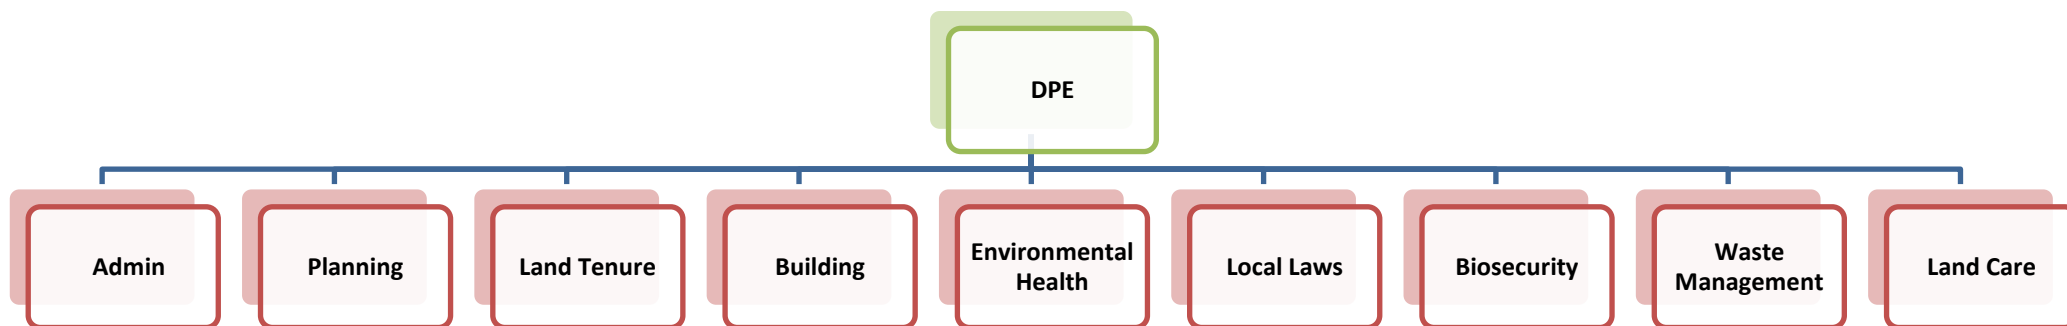 DPE
Admin
Planning
Land Tenure
Building
Environmental
Health
Local Laws
Biosecurity
Waste
Management
Land Care